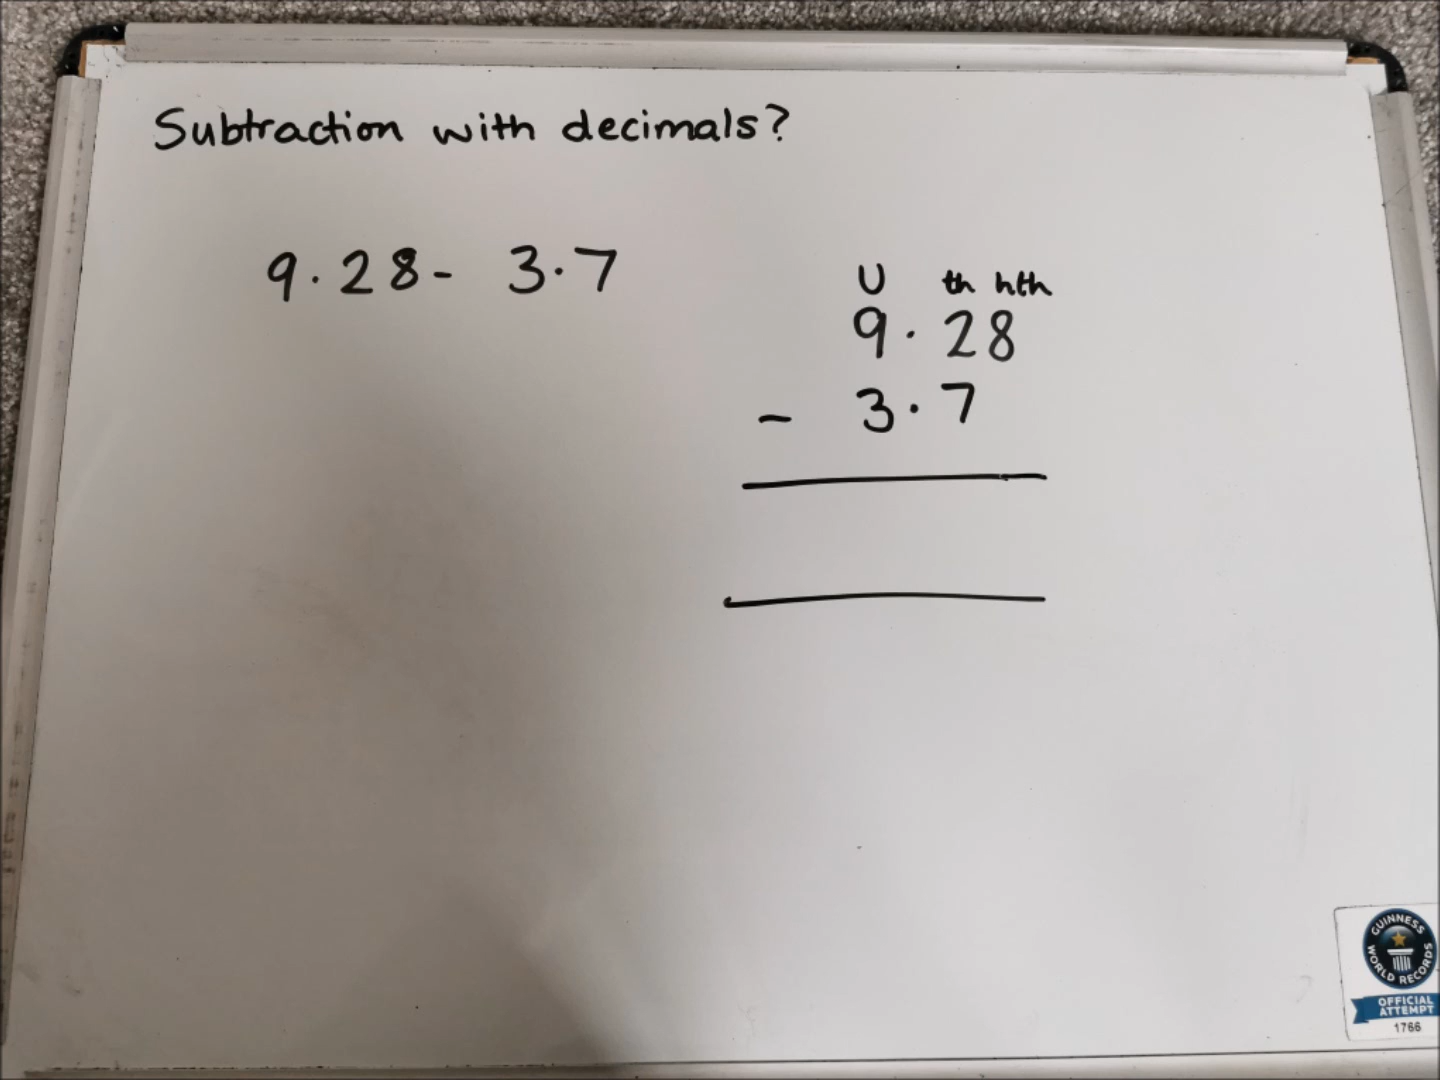 Subtraction with decimals?
9.28- 3.7
U th hth
9.28
- 3.7
GUINNESS
WORLD RECORDS
OFFICIAL
ATTEMPT
1766